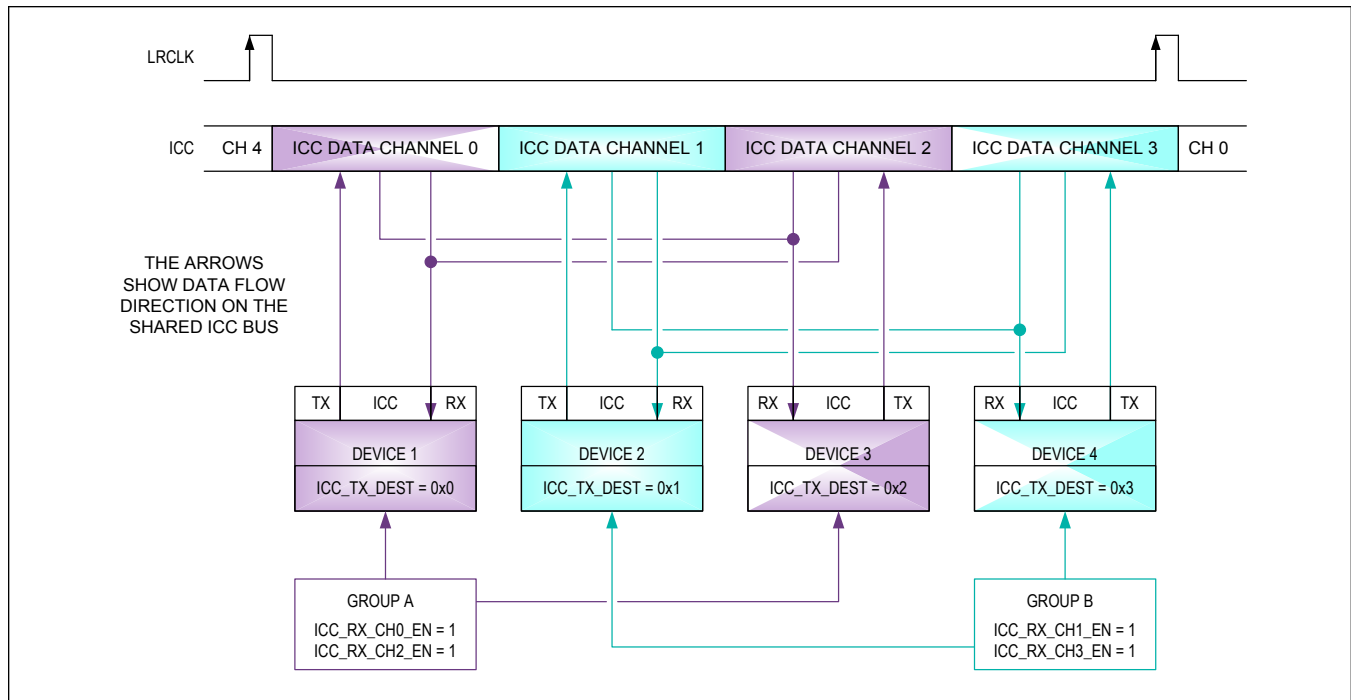 LRCLK
ICC
CH 4
ICC DATA CHANNEL 0
ICC DATA CHANNEL 1
ICC DATA CHANNEL 2
ICC DATA CHANNEL 3
CH 0
THE ARROWS
SHOW DATA FLOW
DIRECTION ON THE
SHARED ICC BUS
TX
ICC
RX
DEVICE 1
ICC_TX_DEST = 0x0
TX
ICC
RX
DEVICE 2
ICC_TX_DEST = 0x1
RX
ICC
TX
DEVICE 3
ICC_TX_DEST = 0x2
RX
ICC
TX
DEVICE 4
ICC_TX_DEST = 0x3
GROUP A
ICC_RX_CH0_EN = 1
ICC_RX_CH2_EN = 1
GROUP B
ICC_RX_CH1_EN = 1
ICC_RX_CH3_EN = 1